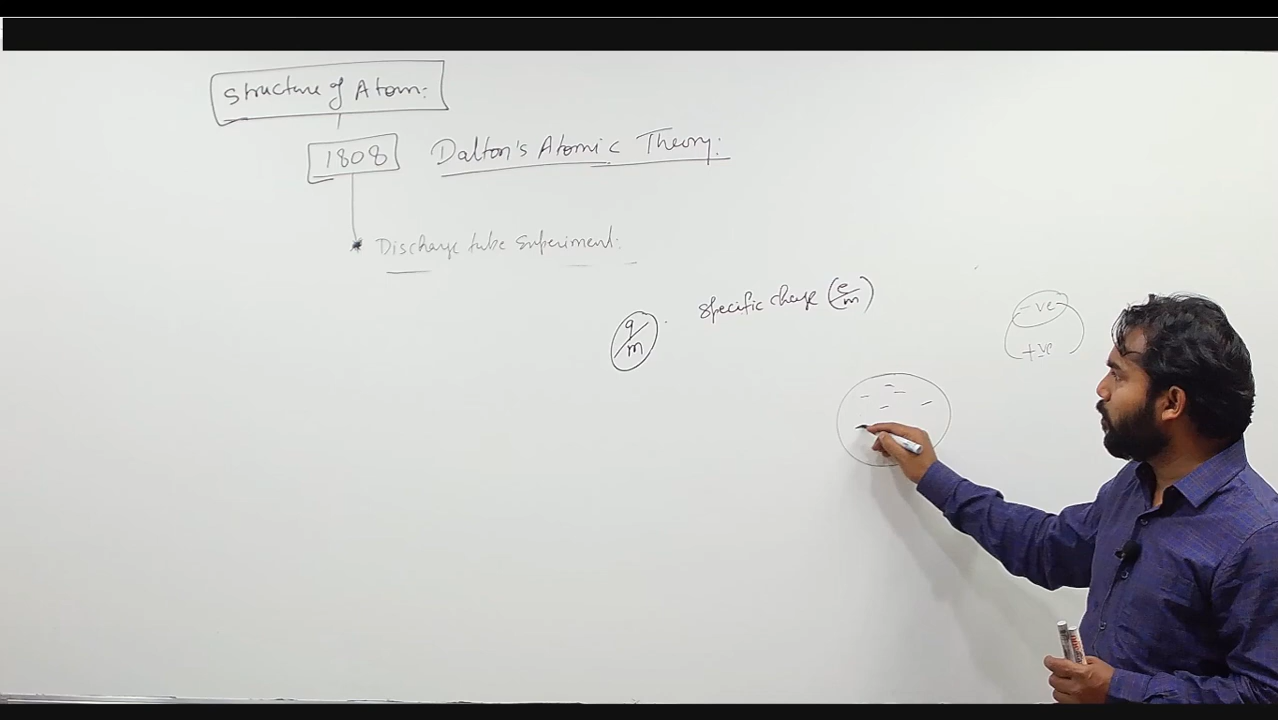 Structure of Atom:
1808 Dalton's Atomic Theory:
* Discharge tube Experiment:
specific charge (e/m)
q/m
-ve
+ve